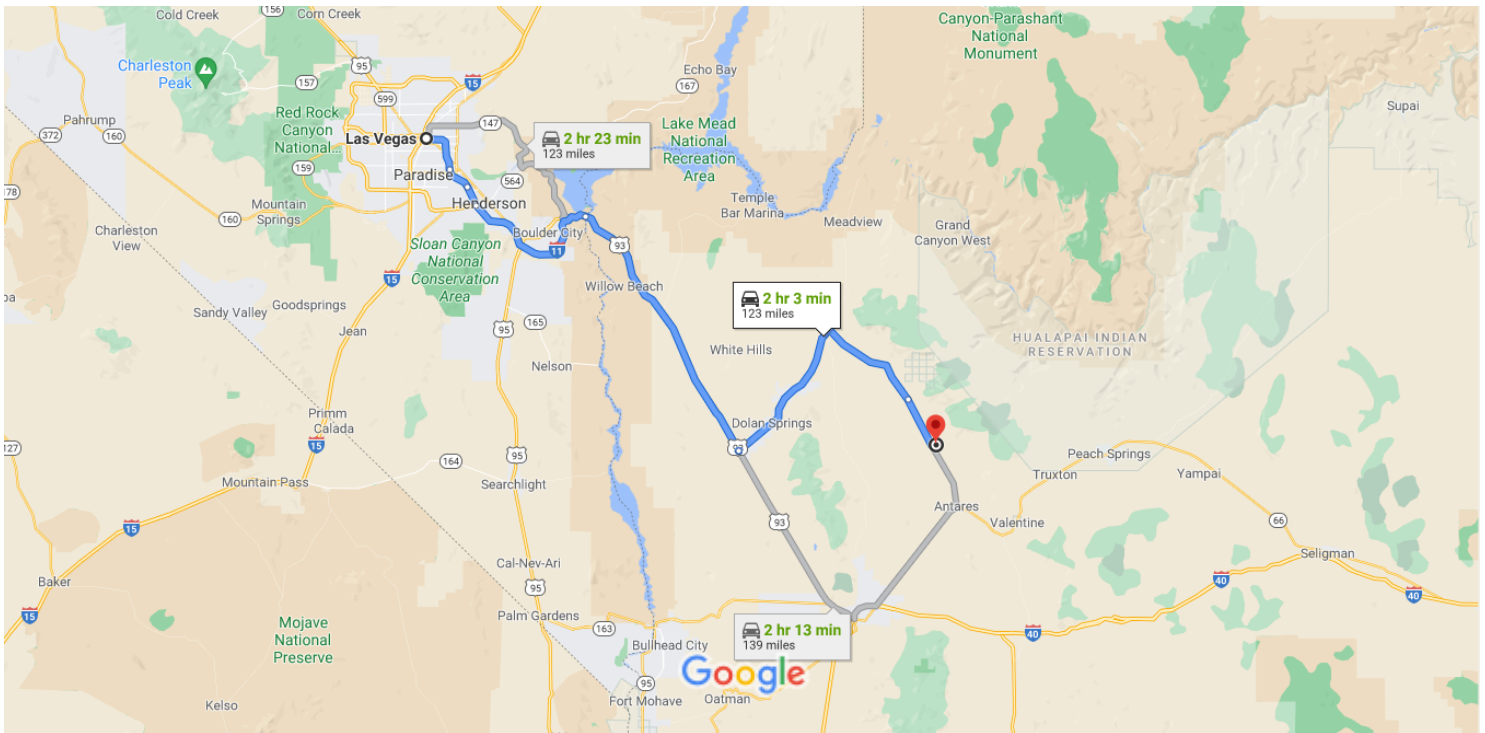 Cold Creek
156
Corn Creek
Canyon-Parashant
National
Monument
95
Charleston
Peak
157
15
Echo Bay
167
599
Supai
Red Rock
Canyon
National...
Pahrump
372
160
147
Las Vegas
2 hr 23 min
123 miles
Lake Mead
National
Recreation
Area
159
Paradise
564
178
Mountain
Springs
Henderson
Temple
Bar Marina
160
Meadview
Charleston
View
Boulder City
Grand
Canyon West
Sloan Canyon
National
Conservation
Area
11
93
15
Willow Beach
2 hr 3 min
123 miles
Goodsprings
Sandy Valley
Jean
95
165
White Hills
HUALAPAI INDIAN
RESERVATION
Nelson
Primm
Calada
Dolan Springs
15
127
95
93
Peach Springs
164
Mountain Pass
Searchlight
Truxton
Yampai
Antares
15
93
Valentine
66
Seligman
Cal-Nev-Ari
Baker
95
40
40
15
Palm Gardens
Mojave
National
Preserve
163
2 hr 13 min
139 miles
40
Bullhead City
Google
95
Kelso
Fort Mohave
Oatman